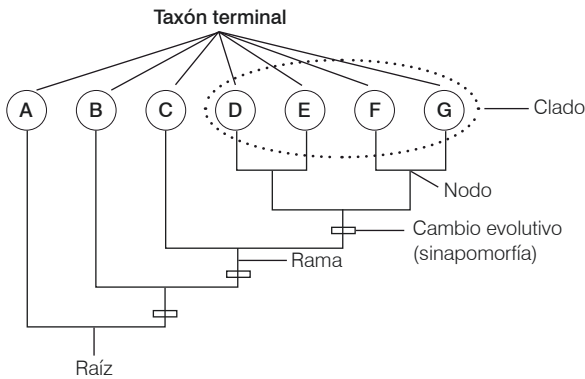 Taxón terminal
A B C D E F G
Clado
Nodo
Cambio evolutivo
(sinapomorfía)
Rama
Raíz